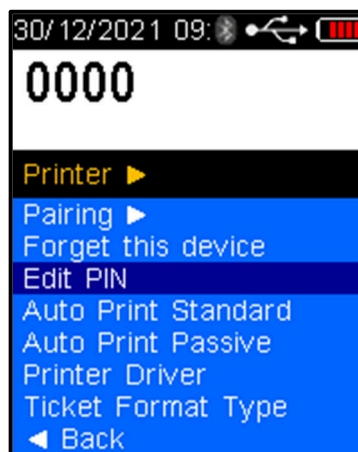 30/12/2021 09:
0000
Printer ►
Pairing ►
Forget this device
Edit PIN
Auto Print Standard
Auto Print Passive
Printer Driver
Ticket Format Type
◄ Back